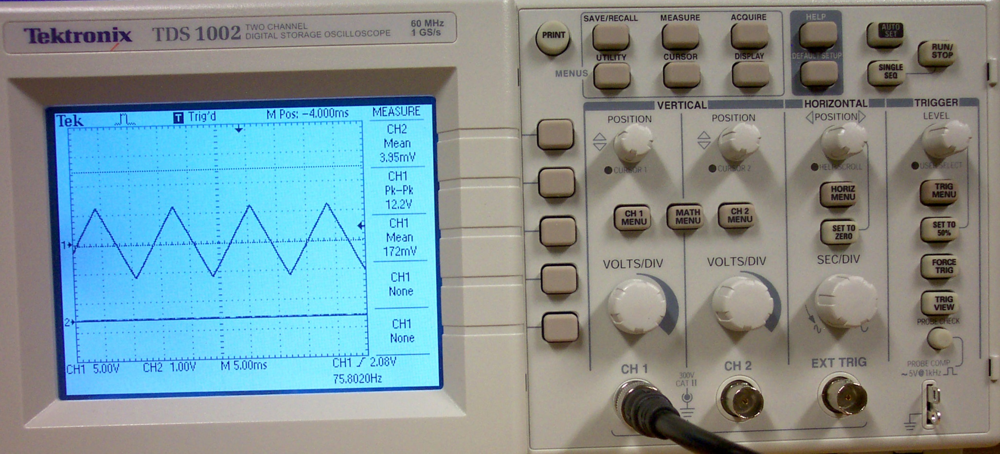 Tektronix TDS 1002 TWO CHANNEL DIGITAL STORAGE OSCILLOSCOPE 60 MHz 1 GS/s
Tek T Trig'd M Pos: -4.000ms MEASURE
CH2
Mean
3.95mV
CH1
Pk-Pk
12.2V
CH1
Mean
172mV
CH1
None
CH1
None
1
2
CH1 5.00V CH2 1.00V M 5.00ms CH1 2.08V
75.8020Hz
PRINT
SAVE/RECALL MEASURE ACQUIRE
UTILITY CURSOR DISPLAY
MENUS
HELP
DEFAULT SETUP
AUTO
SET
RUN/
STOP
SINGLE
SEQ
VERTICAL HORIZONTAL TRIGGER
POSITION POSITION POSITION LEVEL
CURSOR 1 CURSOR 2 HELP SCROLL USER SELECT
CH 1
MENU
MATH
MENU
CH 2
MENU
HORIZ
MENU
TRIG
MENU
SET TO
ZERO
SET TO
50%
VOLTS/DIV VOLTS/DIV SEC/DIV
FORCE
TRIG
TRIG
VIEW
PROBE CHECK
CH 1 CH 2 EXT TRIG
300V
CAT II
PROBE COMP
~5V@1kHz